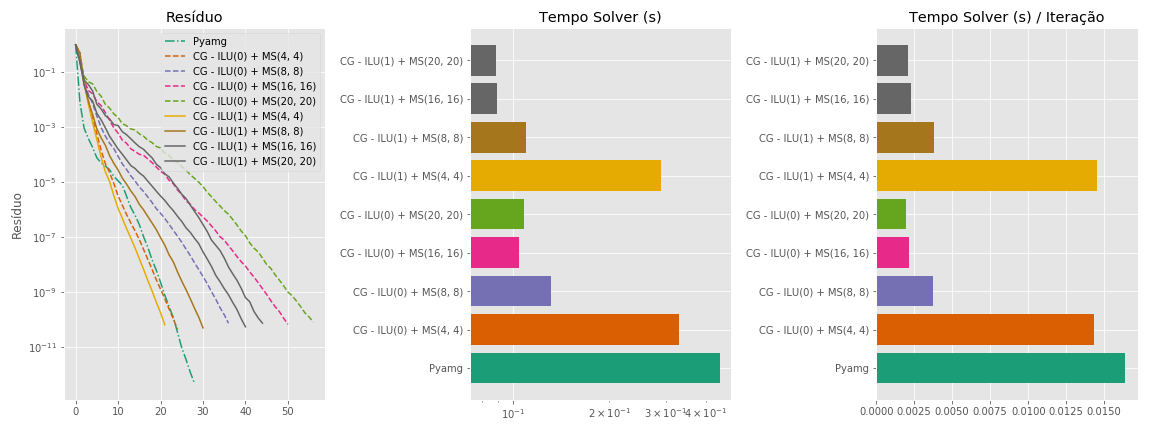 Resíduo
Resíduo
10⁻¹
10⁻³
10⁻⁵
10⁻⁷
10⁻⁹
10⁻¹¹
0
10
20
30
40
50
Pyamg
CG - ILU(0) + MS(4, 4)
CG - ILU(0) + MS(8, 8)
CG - ILU(0) + MS(16, 16)
CG - ILU(0) + MS(20, 20)
CG - ILU(1) + MS(4, 4)
CG - ILU(1) + MS(8, 8)
CG - ILU(1) + MS(16, 16)
CG - ILU(1) + MS(20, 20)
Tempo Solver (s)
CG - ILU(1) + MS(20, 20)
CG - ILU(1) + MS(16, 16)
CG - ILU(1) + MS(8, 8)
CG - ILU(1) + MS(4, 4)
CG - ILU(0) + MS(20, 20)
CG - ILU(0) + MS(16, 16)
CG - ILU(0) + MS(8, 8)
CG - ILU(0) + MS(4, 4)
Pyamg
10⁻¹
2 × 10⁻¹
3 × 10⁻¹
4 × 10⁻¹
Tempo Solver (s) / Iteração
CG - ILU(1) + MS(20, 20)
CG - ILU(1) + MS(16, 16)
CG - ILU(1) + MS(8, 8)
CG - ILU(1) + MS(4, 4)
CG - ILU(0) + MS(20, 20)
CG - ILU(0) + MS(16, 16)
CG - ILU(0) + MS(8, 8)
CG - ILU(0) + MS(4, 4)
Pyamg
0.0000
0.0025
0.0050
0.0075
0.0100
0.0125
0.0150